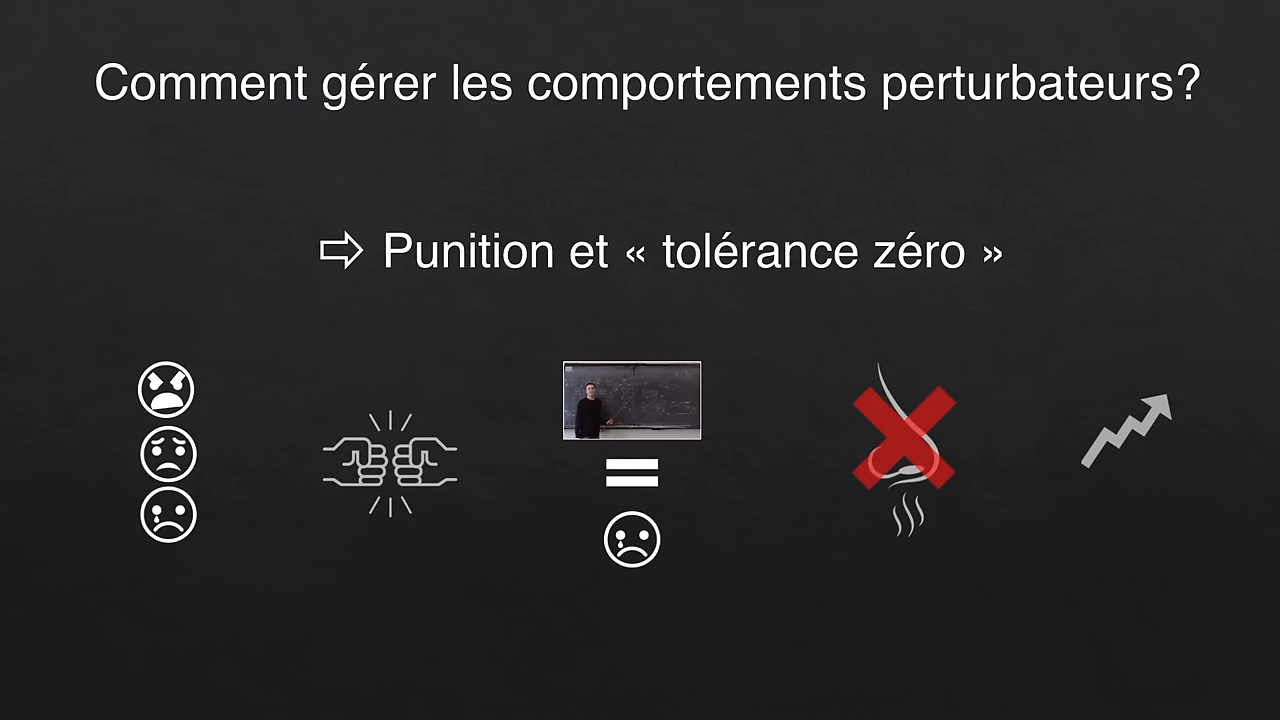 Comment gérer les comportements perturbateurs?
⇨ Punition et « tolérance zéro »